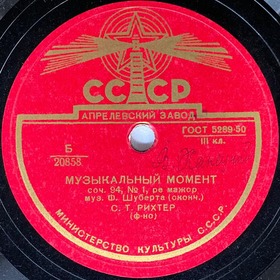 СССР
АПРЕЛЕВСКИЙ ЗАВОД
ГОСТ 5289-50
III кл.
Б
20858
МУЗЫКАЛЬНЫЙ МОМЕНТ
соч. 94, № 1, ре мажор
муз. Ф. Шуберта (оконч.)
С. Т. РИХТЕР
(ф-но)
МИНИСТЕРСТВО КУЛЬТУРЫ С.С.С.Р.